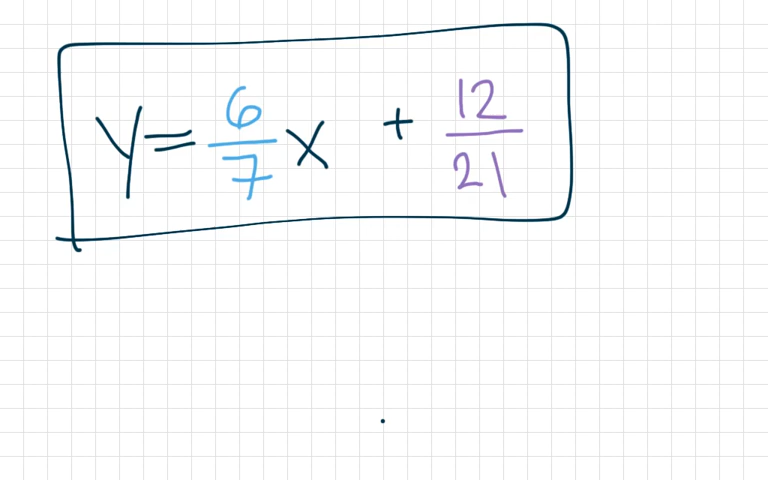 Y = 6/7 x + 12/21